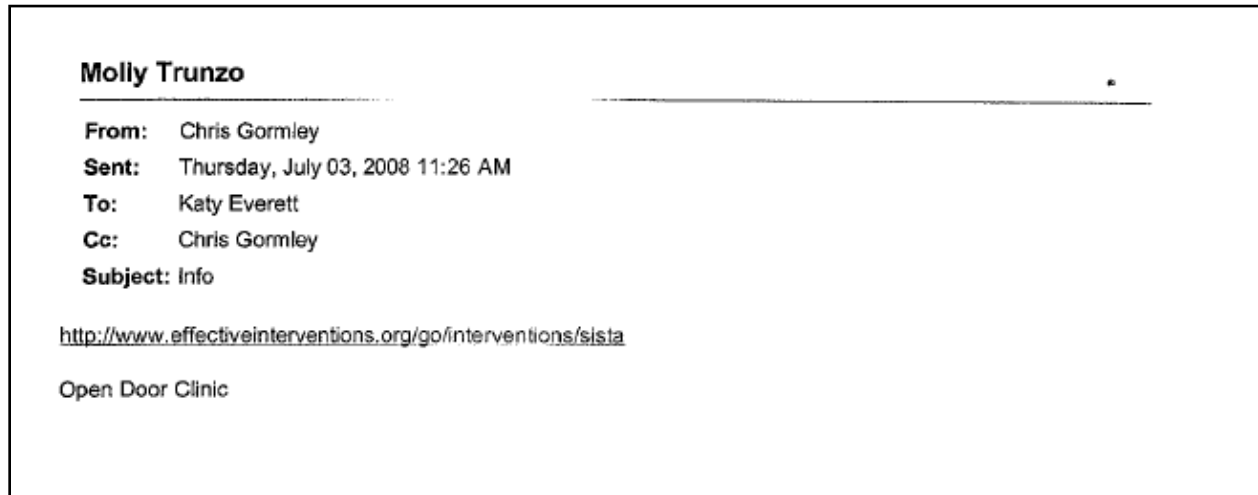 Molly Trunzo
From: Chris Gormley
Sent: Thursday, July 03, 2008 11:26 AM
To: Katy Everett
Cc: Chris Gormley
Subject: Info
http://www.effectiveinterventions.org/go/interventions/sista
Open Door Clinic